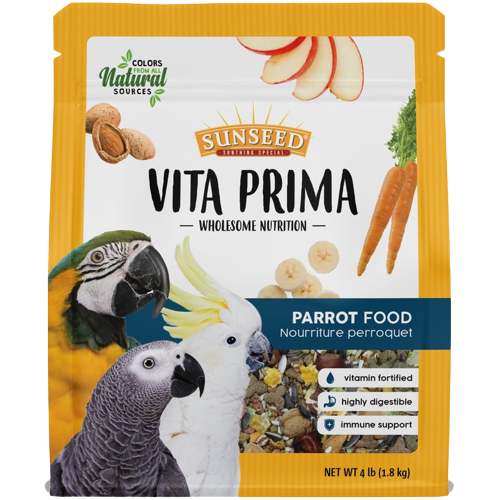 COLORS
FROM ALL
Natural
SOURCES
SUNSEED®
SOMETHING SPECIAL
VITA PRIMA
— WHOLESOME NUTRITION —
PARROT FOOD
Nourriture perroquet
vitamin fortified
highly digestible
immune support
NET WT 4 lb (1.8 kg)